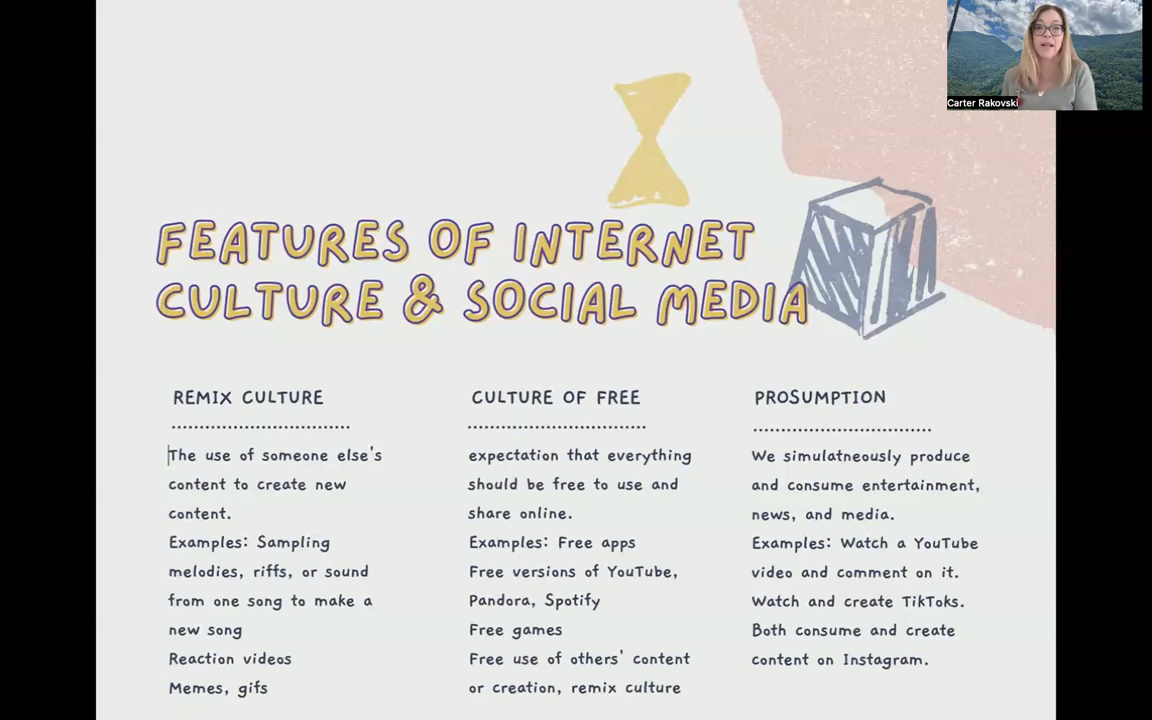 Carter Rakovski
FEATURES OF INTERNET
CULTURE & SOCIAL MEDIA
REMIX CULTURE
The use of someone else's
content to create new
content.
Examples: Sampling
melodies, riffs, or sound
from one song to make a
new song
Reaction videos
Memes, gifs
CULTURE OF FREE
expectation that everything
should be free to use and
share online.
Examples: Free apps
Free versions of YouTube,
Pandora, Spotify
Free games
Free use of others' content
or creation, remix culture
PROSUMPTION
We simulatneously produce
and consume entertainment,
news, and media.
Examples: Watch a YouTube
video and comment on it.
Watch and create TikToks.
Both consume and create
content on Instagram.